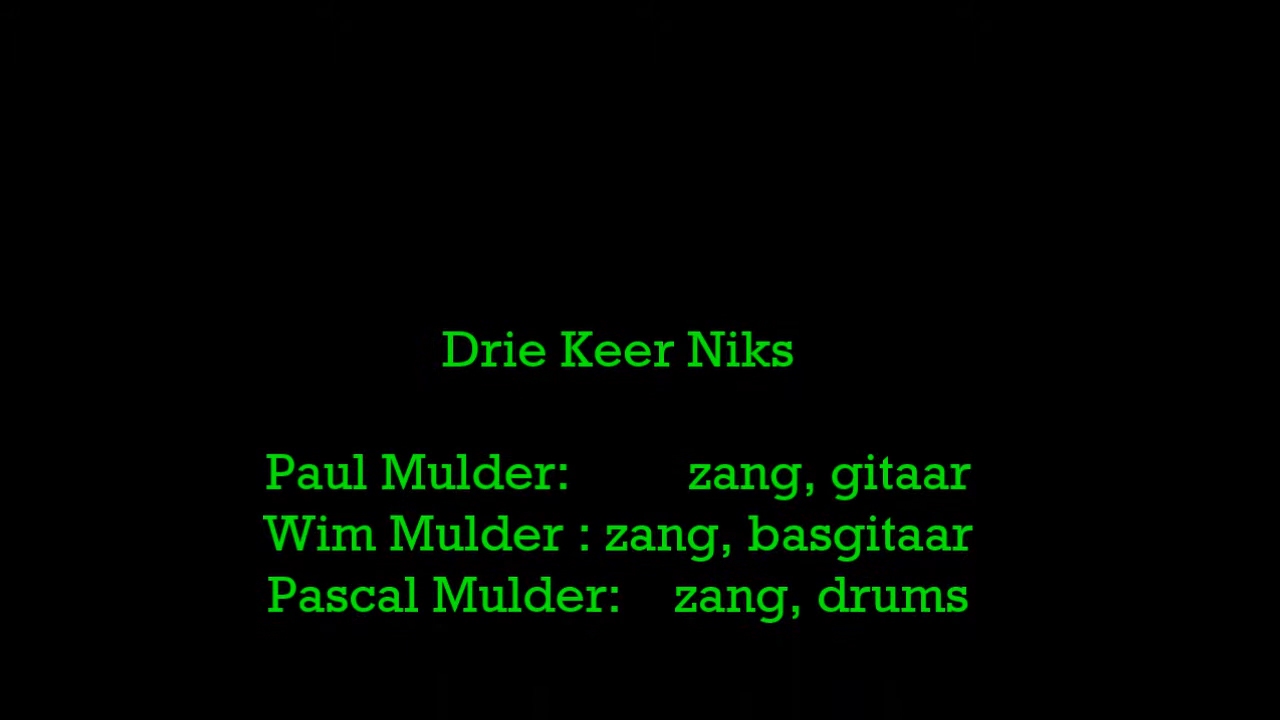 Drie Keer Niks
Paul Mulder: zang, gitaar
Wim Mulder : zang, basgitaar
Pascal Mulder: zang, drums